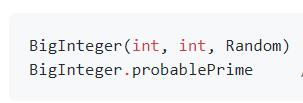 BigInteger(int, int, Random)
BigInteger.probablePrime